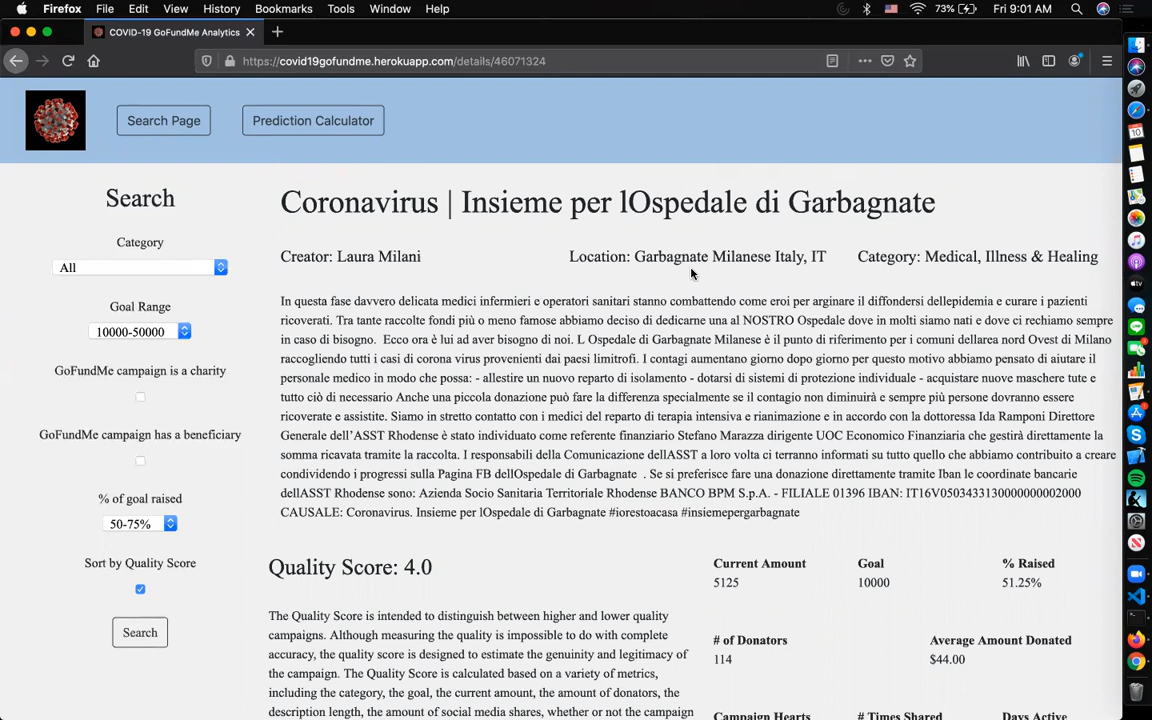 Firefox File Edit View History Bookmarks Tools Window Help 73% Fri 9:01 AM
COVID-19 GoFundMe Analytics
https://covid19gofundme.herokuapp.com/details/46071324
Search Page
Prediction Calculator
Search
Category
All
Goal Range
10000-50000
GoFundMe campaign is a charity
GoFundMe campaign has a beneficiary
% of goal raised
50-75%
Sort by Quality Score
Search
Coronavirus | Insieme per lOspedale di Garbagnate
Creator: Laura Milani
Location: Garbagnate Milanese Italy, IT
Category: Medical, Illness & Healing
In questa fase davvero delicata medici infermieri e operatori sanitari stanno combattendo come eroi per arginare il diffondersi dellepidemia e curare i pazienti
ricoverati. Tra tante raccolte fondi più o meno famose abbiamo deciso di dedicarne una al NOSTRO Ospedale dove in molti siamo nati e dove ci rechiamo sempre
in caso di bisogno. Ecco ora è lui ad aver bisogno di noi. L Ospedale di Garbagnate Milanese è il punto di riferimento per i comuni dellarea nord Ovest di Milano
raccogliendo tutti i casi di corona virus provenienti dai paesi limitrofi. I contagi aumentano giorno dopo giorno per questo motivo abbiamo pensato di aiutare il
personale medico in modo che possa: - allestire un nuovo reparto di isolamento - dotarsi di sistemi di protezione individuale - acquistare nuove maschere tute e
tutto ciò di necessario Anche una piccola donazione può fare la differenza specialmente se il contagio non diminuirà e sempre più persone dovranno essere
ricoverate e assistite. Siamo in stretto contatto con i medici del reparto di terapia intensiva e rianimazione e in accordo con la dottoressa Ida Ramponi Direttore
Generale dell'ASST Rhodense è stato individuato come referente finanziario Stefano Marazza dirigente UOC Economico Finanziaria che gestirà direttamente la
somma ricavata tramite la raccolta. I responsabili della Comunicazione dellASST a loro volta ci terranno informati su tutto quello che abbiamo contribuito a creare
condividendo i progressi sulla Pagina FB dellOspedale di Garbagnate . Se si preferisce fare una donazione direttamente tramite Iban le coordinate bancarie
dellASST Rhodense sono: Azienda Socio Sanitaria Territoriale Rhodense BANCO BPM S.p.A. - FILIALE 01396 IBAN: IT16V0503433130000000002000
CAUSALE: Coronavirus. Insieme per lOspedale di Garbagnate #iorestoacasa #insiemepergarbagnate
Quality Score: 4.0
The Quality Score is intended to distinguish between higher and lower quality
campaigns. Although measuring the quality is impossible to do with complete
accuracy, the quality score is designed to estimate the genuinity and legitimacy of
the campaign. The Quality Score is calculated based on a variety of metrics,
including the category, the goal, the current amount, the amount of donators, the
description length, the amount of social media shares, whether or not the campaign
Current Amount Goal % Raised
5125 10000 51.25%
# of Donators Average Amount Donated
114 $44.00
Campaign Hearts # Times Shared Days Active